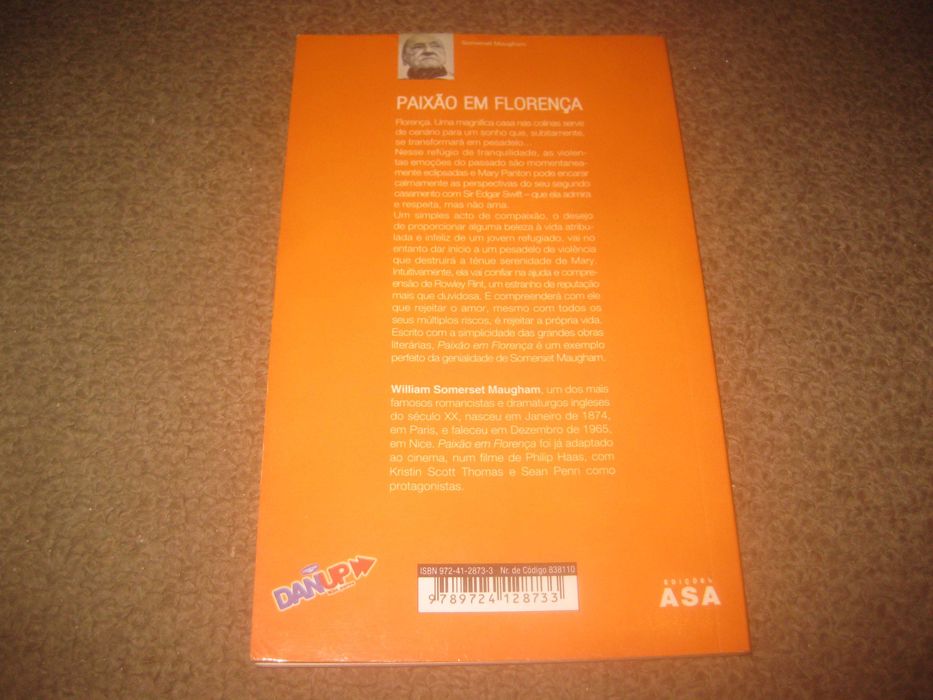 Somerset Maugham
PAIXÃO EM FLORENÇA
Florença. Uma magnífica casa nas colinas serve
de cenário para um sonho que, subitamente,
se transformará em pesadelo...
Nesse refúgio de tranquilidade, as violen-
tas emoções do passado são momentanea-
mente eclipsadas e Mary Panton pode encarar
calmamente as perspectivas do seu segundo
casamento com Sir Edgar Swift – que ela admira
e respeita, mas não ama.
Um simples acto de compaixão, o desejo
de proporcionar alguma beleza à vida atribu-
lada e infeliz de um jovem refugiado, vai no
entanto dar início a um pesadelo de violência
que destruirá a ténue serenidade de Mary.
Intuitivamente, ela vai confiar na ajuda e compre-
ensão de Rowley Flint, um estranho de reputação
mais que duvidosa. E compreenderá com ele
que rejeitar o amor, mesmo com todos os
seus múltiplos riscos, é rejeitar a própria vida.
Escrito com a simplicidade das grandes obras
literárias, Paixão em Florença é um exemplo
perfeito da genialidade de Somerset Maugham.
William Somerset Maugham, um dos mais
famosos romancistas e dramaturgos ingleses
do século XX, nasceu em Janeiro de 1874,
em Paris, e faleceu em Dezembro de 1965,
em Nice. Paixão em Florença foi já adaptado
ao cinema, num filme de Philip Haas, com
Kristin Scott Thomas e Sean Penn como
protagonistas.
DAN'UP
ISBN 972-41-2873-3 Nr. de Código 838110
9789724 128733
EDIÇÕES
ASA